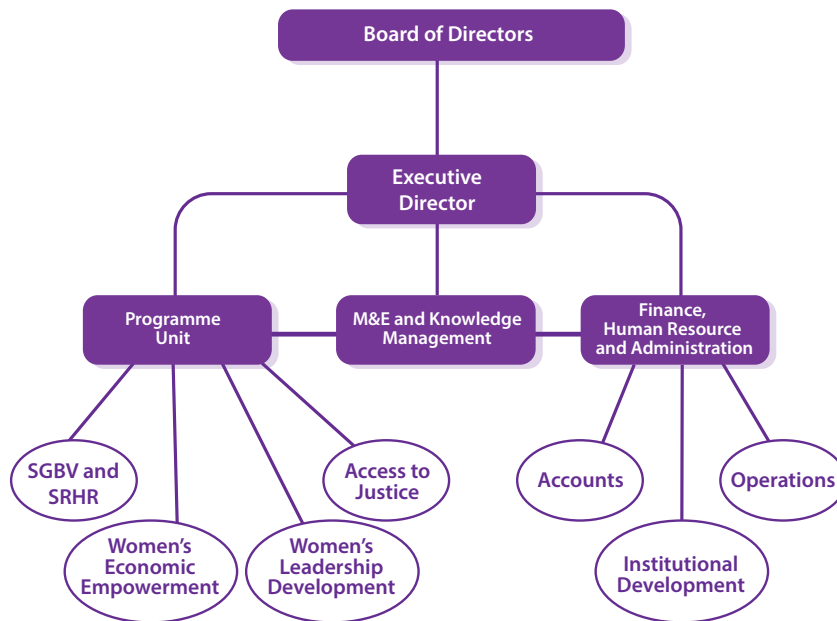 Board of Directors
Executive
Director
Programme
Unit
M&E and Knowledge
Management
Finance,
Human Resource
and Administration
SGBV and
SRHR
Access to
Justice
Accounts
Operations
Women’s
Economic
Empowerment
Women’s
Leadership
Development
Institutional
Development